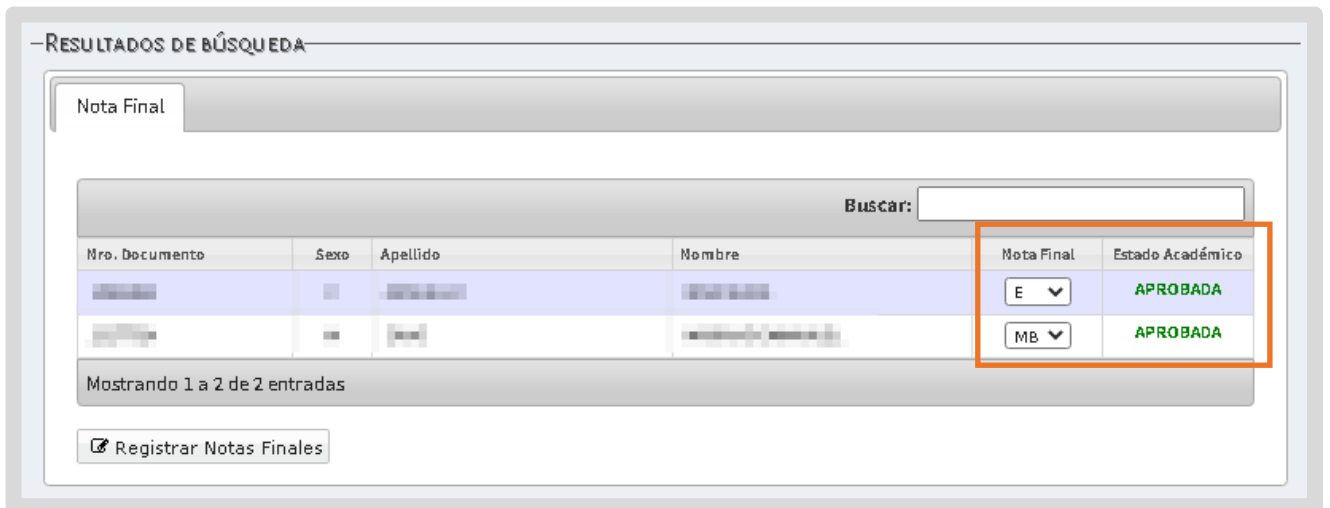 RESULTADOS DE BÚSQUEDA
Nota Final
Buscar:
Nro. Documento Sexo Apellido Nombre Nota Final Estado Académico
E APROBADA
MB APROBADA
Mostrando 1 a 2 de 2 entradas
Registrar Notas Finales